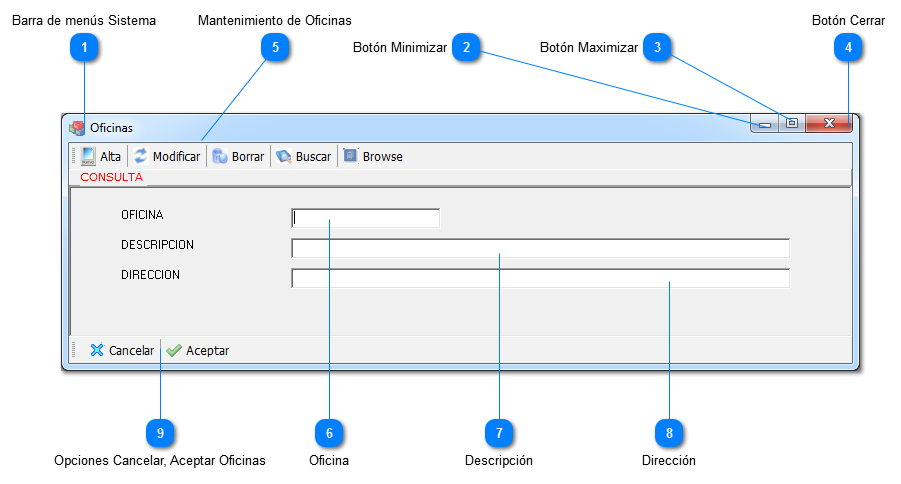 Barra de menús Sistema
Mantenimiento de Oficinas
Botón Cerrar
1
5
Botón Minimizar
2
Botón Maximizar
3
4
Oficinas
Alta
Modificar
Borrar
Buscar
Browse
CONSULTA
OFICINA
DESCRIPCION
DIRECCION
Cancelar
Aceptar
9
6
7
8
Opciones Cancelar, Aceptar Oficinas
Oficina
Descripción
Dirección